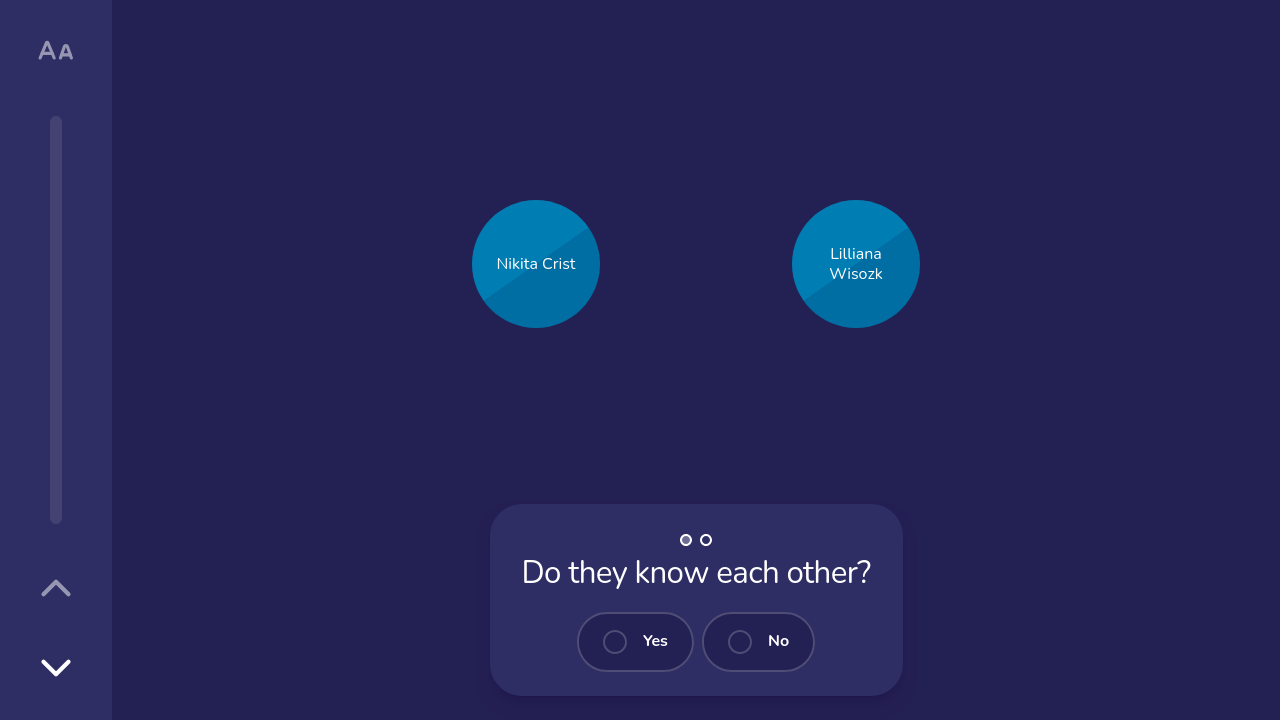 AA
Nikita Crist
Lilliana
Wisozk
Do they know each other?
Yes
No